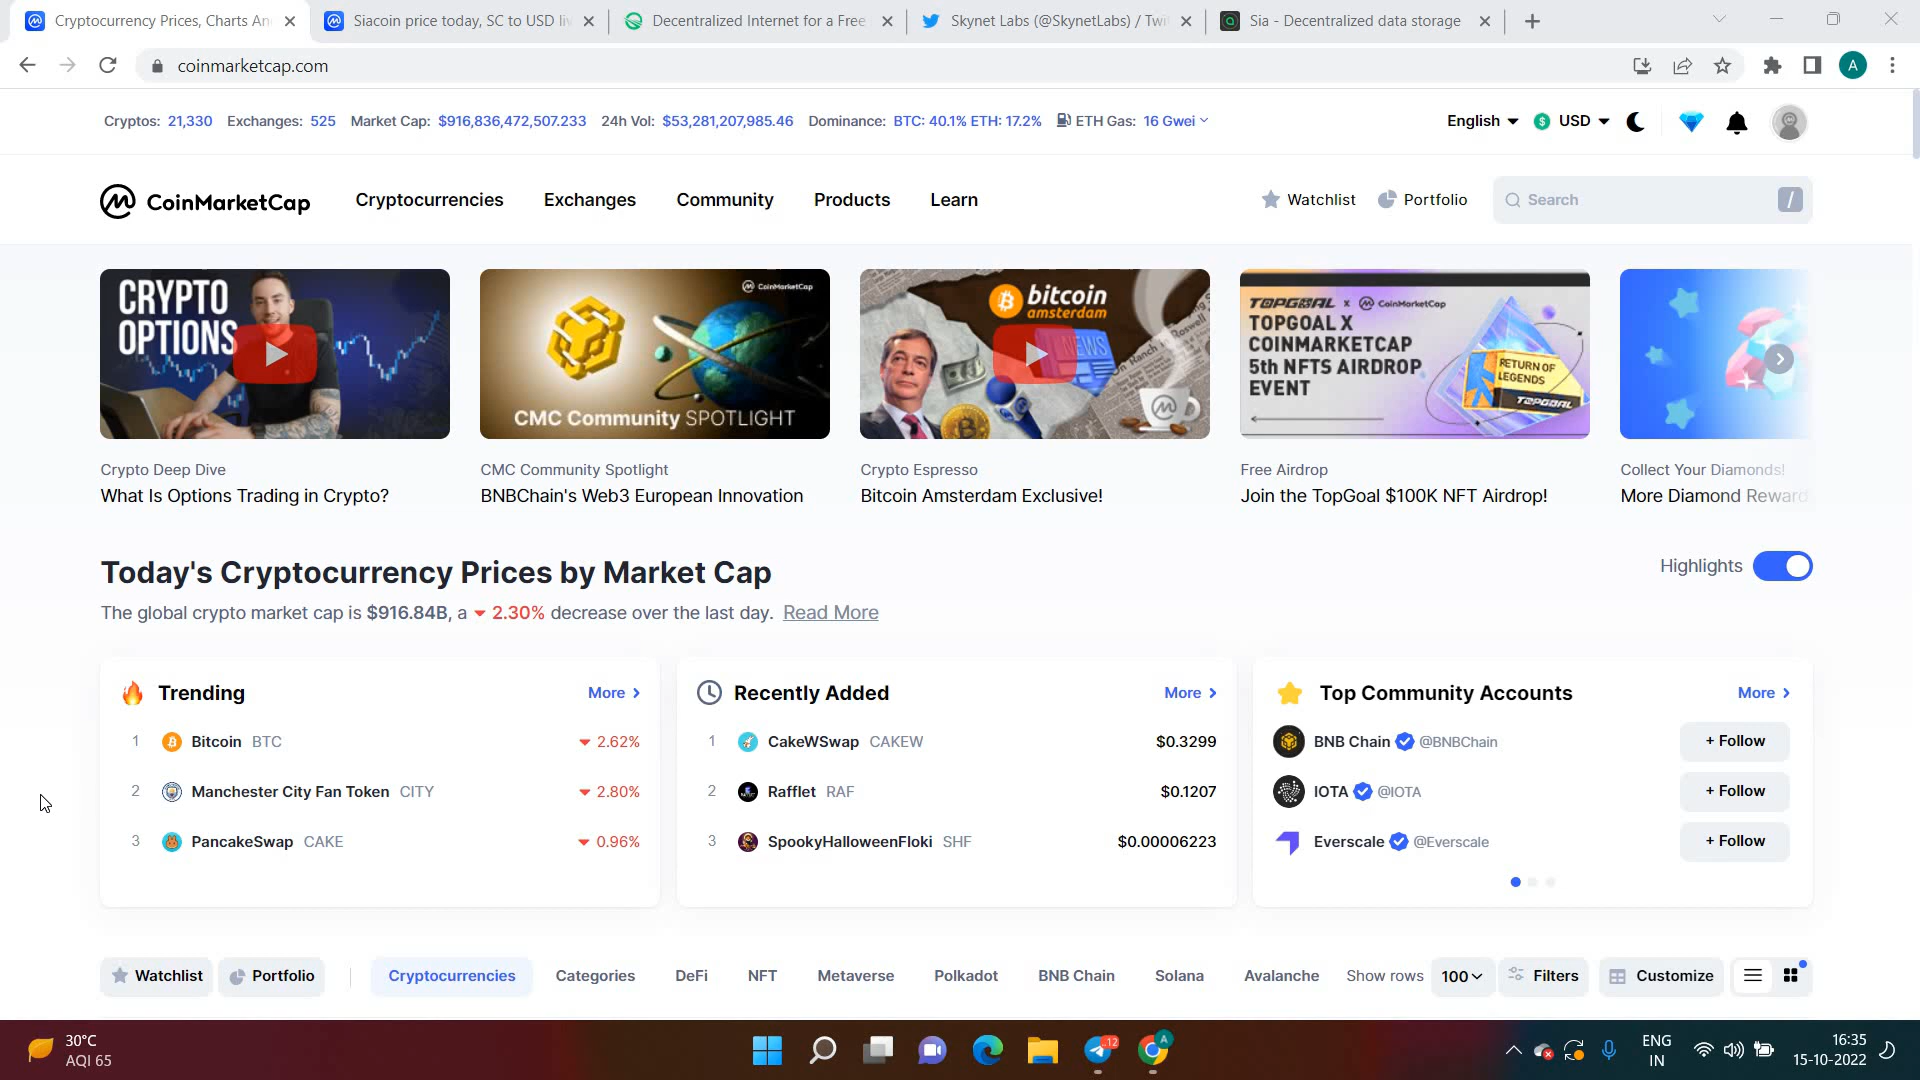 Cryptocurrency Prices, Charts An
Siacoin price today, SC to USD li
Decentralized Internet for a Free
Skynet Labs (@SkynetLabs) / Twi
Sia - Decentralized data storage
coinmarketcap.com
A
Cryptos: 21,330 Exchanges: 525 Market Cap: $916,836,472,507.233 24h Vol: $53,281,207,985.46 Dominance: BTC: 40.1% ETH: 17.2% ETH Gas: 16 Gwei
English USD
CoinMarketCap
Cryptocurrencies Exchanges Community Products Learn
Watchlist Portfolio Search /
CRYPTO
OPTIONS
CoinMarketCap
CMC Community SPOTLIGHT
bitcoin
amsterdam
NEWS
Roswell
Ranch
TOPGOAL X CoinMarketCap
TOPGOAL X
COINMARKETCAP
5th NFTS AIRDROP
EVENT
RETURN OF
LEGENDS
TOPGOAL
Crypto Deep Dive
What Is Options Trading in Crypto?
CMC Community Spotlight
BNBChain's Web3 European Innovation
Crypto Espresso
Bitcoin Amsterdam Exclusive!
Free Airdrop
Join the TopGoal $100K NFT Airdrop!
Collect Your Diamonds!
More Diamond Reward
Today's Cryptocurrency Prices by Market Cap
Highlights
The global crypto market cap is $916.84B, a 2.30% decrease over the last day. Read More
Trending More
1 Bitcoin BTC 2.62%
2 Manchester City Fan Token CITY 2.80%
3 PancakeSwap CAKE 0.96%
Recently Added More
1 CakeWSwap CAKEW $0.3299
2 Rafflet RAF $0.1207
3 SpookyHalloweenFloki SHF $0.00006223
Top Community Accounts More
BNB Chain @BNBChain + Follow
IOTA @IOTA + Follow
Everscale @Everscale + Follow
Watchlist Portfolio Cryptocurrencies Categories DeFi NFT Metaverse Polkadot BNB Chain Solana Avalanche Show rows 100 Filters Customize
30°C
AQI 65
12
A
ENG
IN
16:35
15-10-2022